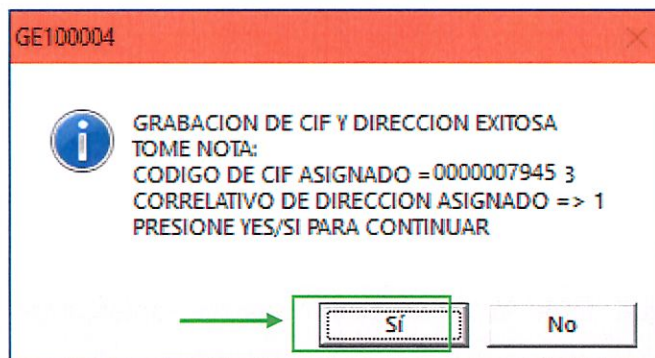 GE100004
GRABACION DE CIF Y DIRECCION EXITOSA
TOME NOTA:
CODIGO DE CIF ASIGNADO =0000007945 3
CORRELATIVO DE DIRECCION ASIGNADO => 1
PRESIONE YES/SI PARA CONTINUAR
Sí No